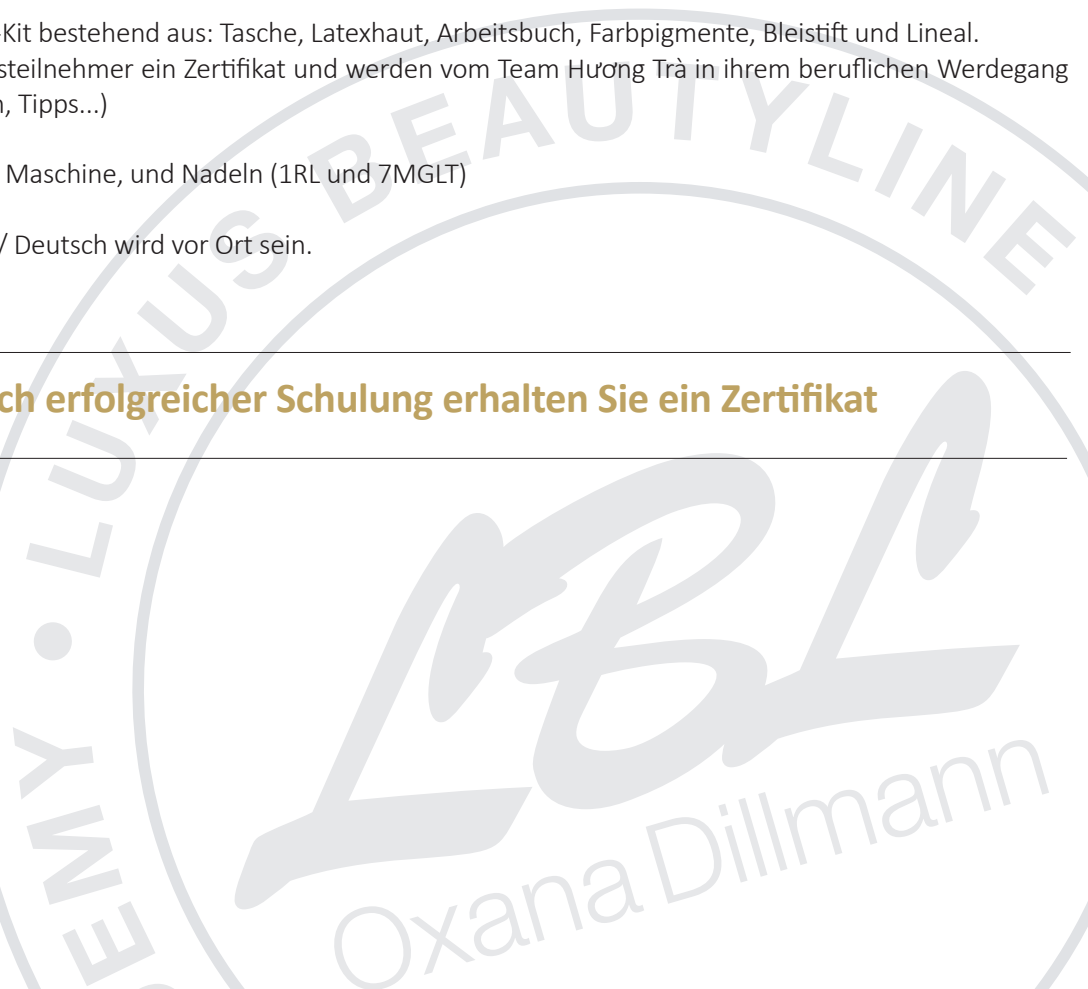 -Kit bestehend aus: Tasche, Latexhaut, Arbeitsbuch, Farbpigmente, Bleistift und Lineal.
steilnehmer ein Zertifikat und werden vom Team Hương Trà in ihrem beruflichen Werdegang
, Tipps...)
Maschine, und Nadeln (1RL und 7MGLT)
/ Deutsch wird vor Ort sein.
ch erfolgreicher Schulung erhalten Sie ein Zertifikat
LUXUS BEAUTYLINE
LBL
Oxana Dillmann
EMY •